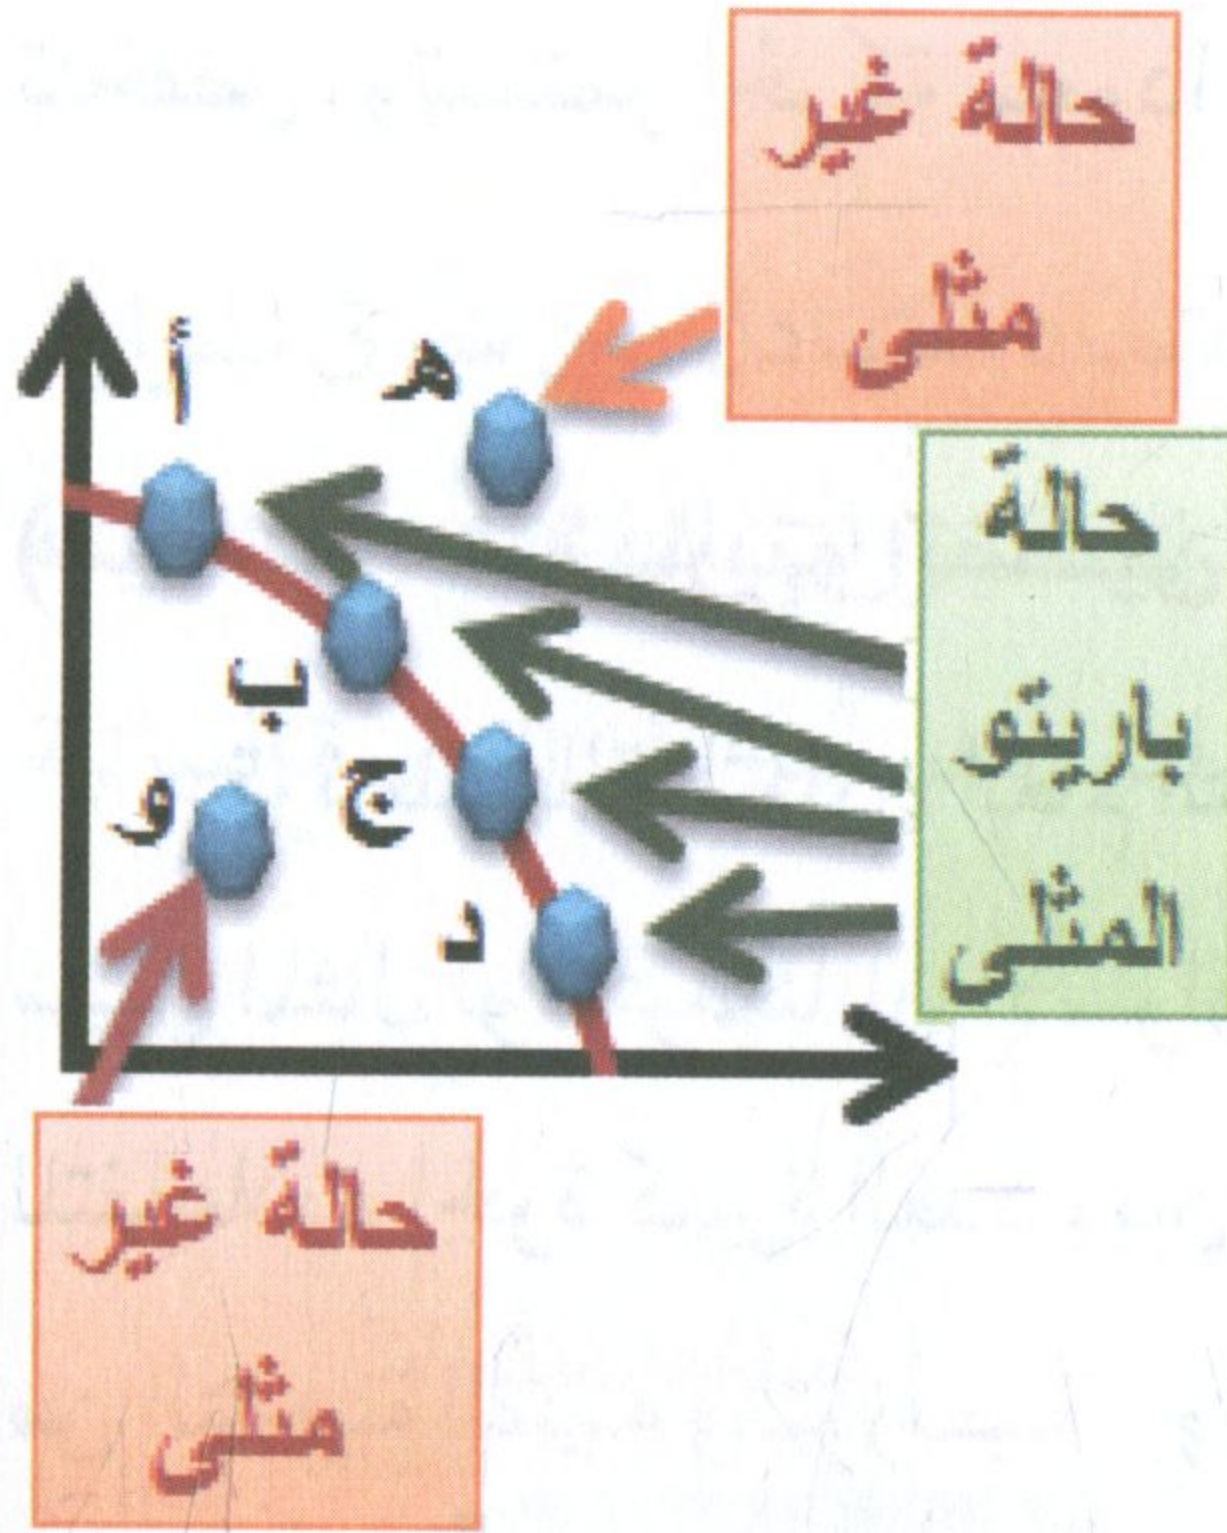 حالة غير
مثلى
أ
هـ
حالة
باريتو
المثلى
ب
ج
و
د
حالة غير
مثلى